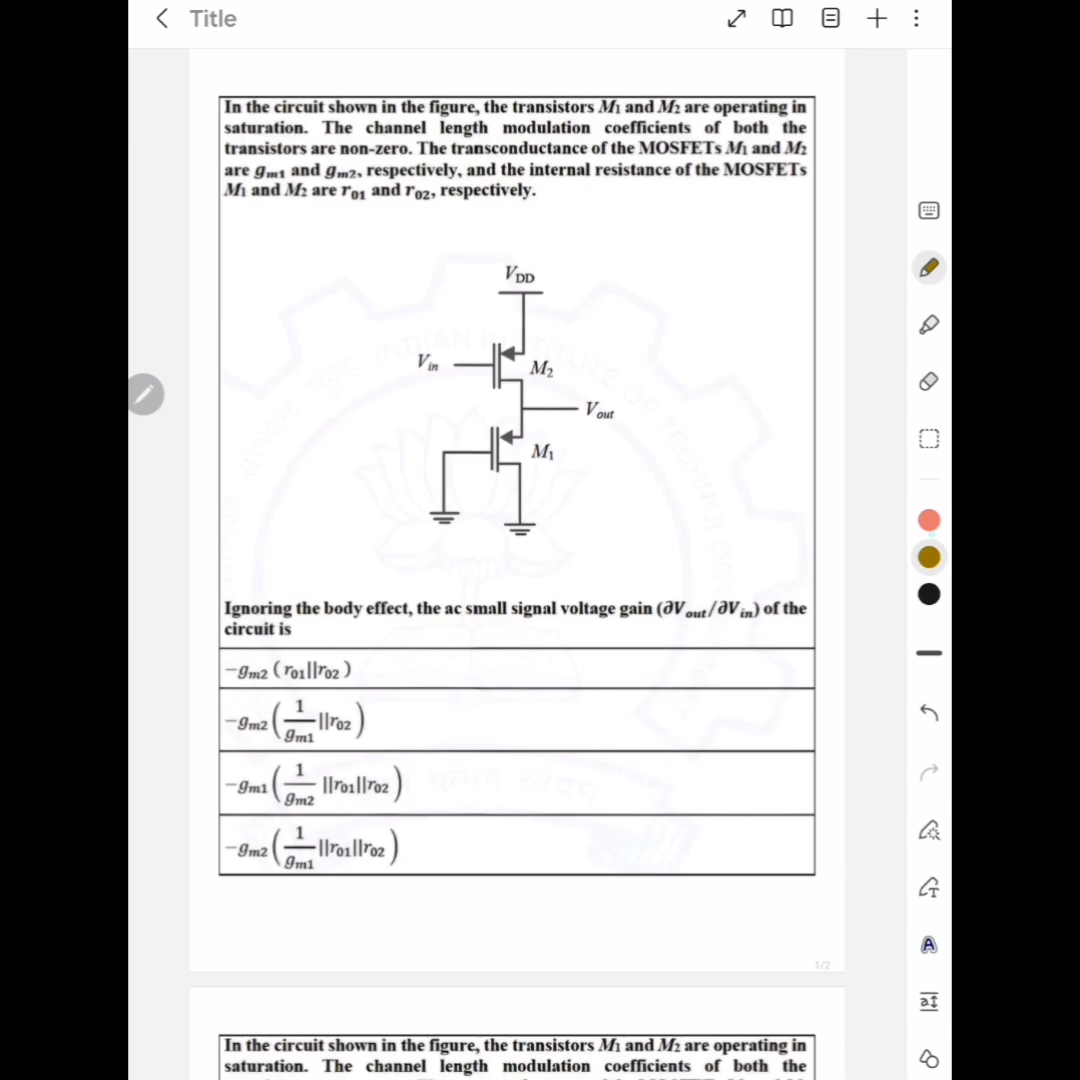 Title
In the circuit shown in the figure, the transistors M₁ and M₂ are operating in
saturation. The channel length modulation coefficients of both the
transistors are non-zero. The transconductance of the MOSFETs M₁ and M₂
are gₘ₁ and gₘ₂, respectively, and the internal resistance of the MOSFETs
M₁ and M₂ are r₀₁ and r₀₂, respectively.
V_DD
V_in
M₂
V_out
M₁
Ignoring the body effect, the ac small signal voltage gain (∂V_out/∂V_in) of the
circuit is
−gₘ₂ (r₀₁||r₀₂)
−gₘ₂ (1/gₘ₁ ||r₀₂)
−gₘ₁ (1/gₘ₂ ||r₀₁||r₀₂)
−gₘ₂ (1/gₘ₁ ||r₀₁||r₀₂)
1/2
In the circuit shown in the figure, the transistors M₁ and M₂ are operating in
saturation. The channel length modulation coefficients of both the